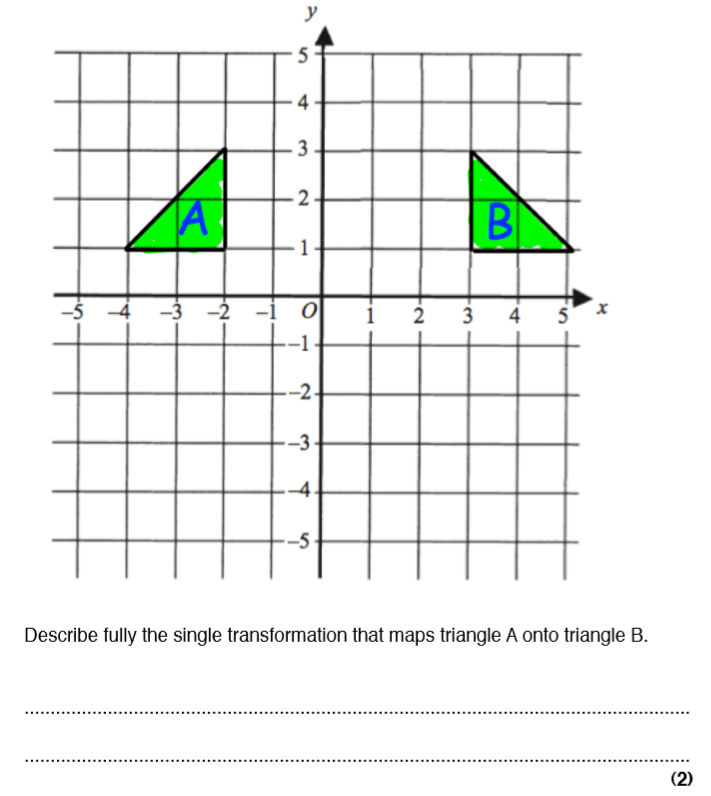 y
5
4
3
2
1
A
B
–5 –4 –3 –2 –1 O 1 2 3 4 5 x
–1
–2
–3
–4
–5
Describe fully the single transformation that maps triangle A onto triangle B.
(2)